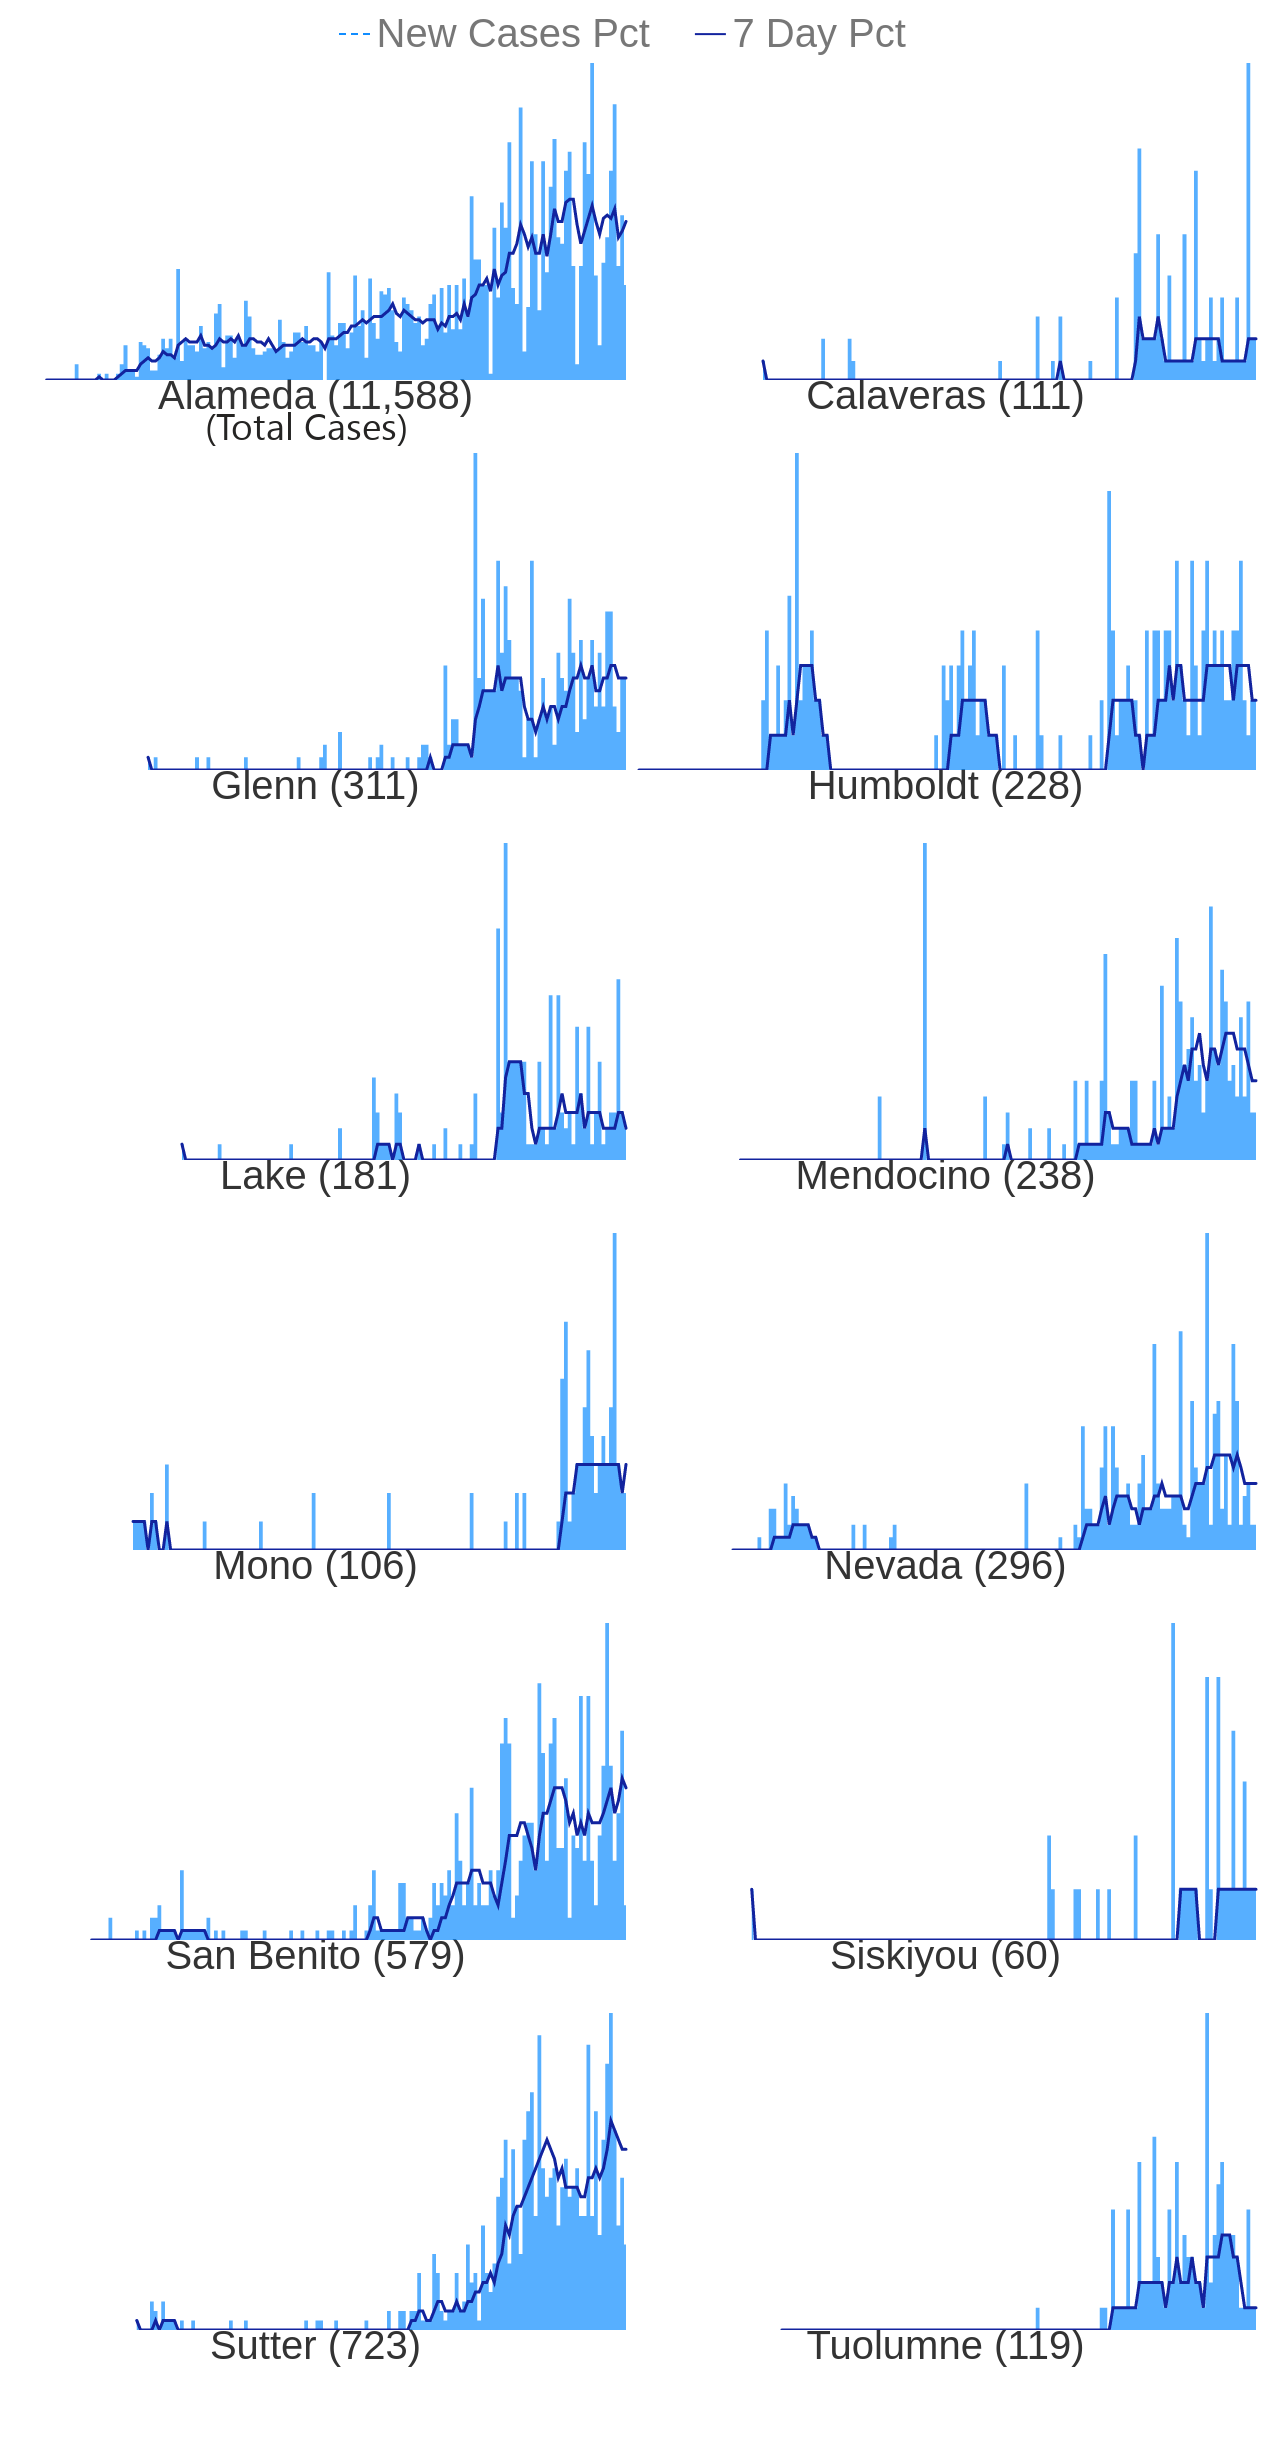 New Cases Pct 7 Day Pct
Alameda (11,588) Calaveras (111)
(Total Cases)
Glenn (311) Humboldt (228)
Lake (181) Mendocino (238)
Mono (106) Nevada (296)
San Benito (579) Siskiyou (60)
Sutter (723) Tuolumne (119)